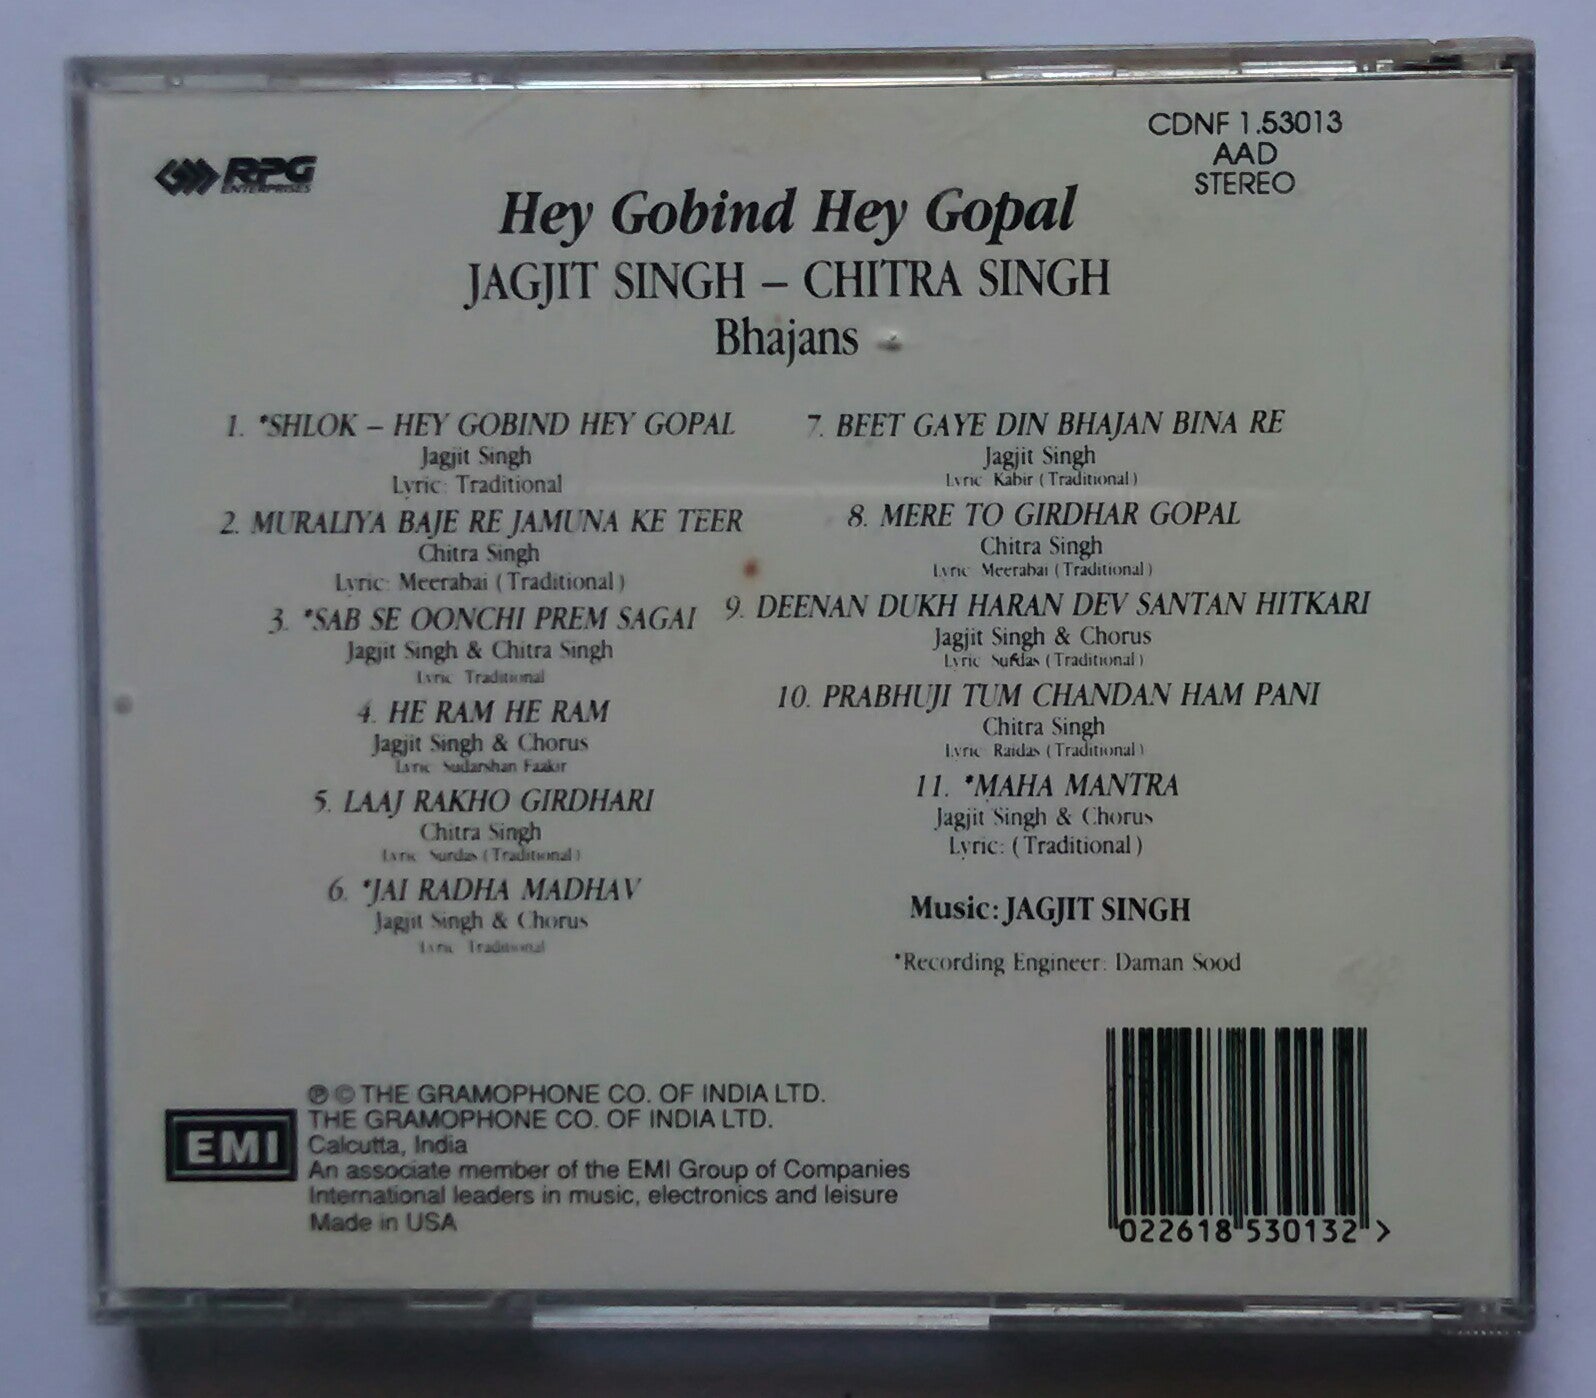 RPG
ENTERPRISES
CDNF 1.53013
AAD
STEREO
Hey Gobind Hey Gopal
JAGJIT SINGH – CHITRA SINGH
Bhajans
1. *SHLOK – HEY GOBIND HEY GOPAL
Jagjit Singh
Lyric: Traditional
2. MURALIYA BAJE RE JAMUNA KE TEER
Chitra Singh
Lyric: Meerabai (Traditional)
3. *SAB SE OONCHI PREM SAGAI
Jagjit Singh & Chitra Singh
Lyric: Traditional
4. HE RAM HE RAM
Jagjit Singh & Chorus
Lyric: Sudarshan Faakir
5. LAAJ RAKHO GIRDHARI
Chitra Singh
Lyric: Surdas (Traditional)
6. *JAI RADHA MADHAV
Jagjit Singh & Chorus
Lyric: Traditional
7. BEET GAYE DIN BHAJAN BINA RE
Jagjit Singh
Lyric: Kabir (Traditional)
8. MERE TO GIRDHAR GOPAL
Chitra Singh
Lyric: Meerabai (Traditional)
9. DEENAN DUKH HARAN DEV SANTAN HITKARI
Jagjit Singh & Chorus
Lyric: Surdas (Traditional)
10. PRABHUJI TUM CHANDAN HAM PANI
Chitra Singh
Lyric: Raidas (Traditional)
11. *MAHA MANTRA
Jagjit Singh & Chorus
Lyric: (Traditional)
Music: JAGJIT SINGH
*Recording Engineer: Daman Sood
EMI
℗ © THE GRAMOPHONE CO. OF INDIA LTD.
THE GRAMOPHONE CO. OF INDIA LTD.
Calcutta, India
An associate member of the EMI Group of Companies
International leaders in music, electronics and leisure
Made in USA
022618 530132 >